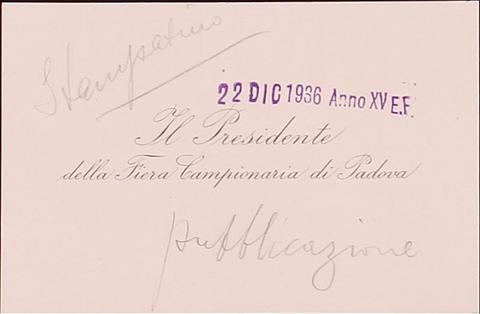 Stampatino
22 DIC 1936 Anno XV E.F.
Il Presidente
della Fiera Campionaria di Padova
pubblicazione